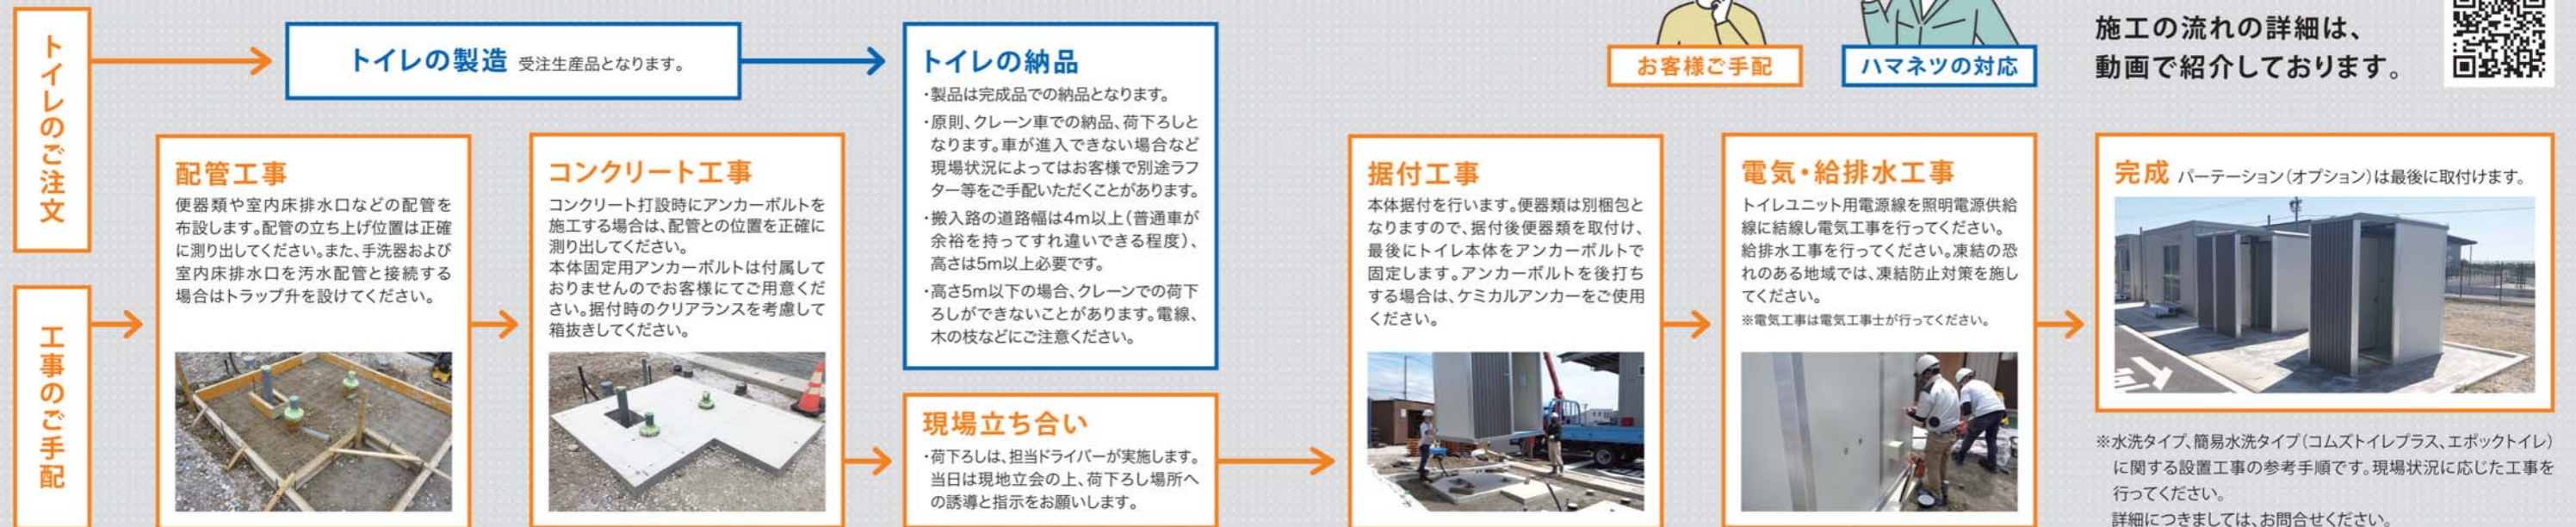 トイレのご注文
トイレの製造 受注生産品となります。
トイレの納品
・製品は完成品での納品となります。
・原則、クレーン車での納品、荷下ろしと
なります。車が進入できない場合など
現場状況によってはお客様で別途ラフ
ター等をご手配いただくことがあります。
・搬入路の道路幅は4m以上（普通車が
余裕を持ってすれ違いできる程度）、
高さは5m以上必要です。
・高さ5m以下の場合、クレーンでの荷下
ろしができないことがあります。電線、
木の枝などにご注意ください。
お客様ご手配
ハマネツの対応
施工の流れの詳細は、
動画で紹介しております。
工事のご手配
配管工事
便器類や室内床排水口などの配管を
布設します。配管の立ち上げ位置は正確
に測り出してください。また、手洗器および
室内床排水口を汚水配管と接続する
場合はトラップ升を設けてください。
コンクリート工事
コンクリート打設時にアンカーボルトを
施工する場合は、配管との位置を正確に
測り出してください。
本体固定用アンカーボルトは付属して
おりませんのでお客様にてご用意くだ
さい。据付時のクリアランスを考慮して
箱抜きしてください。
現場立ち合い
・荷下ろしは、担当ドライバーが実施します。
当日は現地立会の上、荷下ろし場所へ
の誘導と指示をお願いします。
据付工事
本体据付を行います。便器類は別梱包と
なりますので、据付後便器類を取付け、
最後にトイレ本体をアンカーボルトで
固定します。アンカーボルトを後打ち
する場合は、ケミカルアンカーをご使用
ください。
電気・給排水工事
トイレユニット用電源線を照明電源供給
線に結線し電気工事を行ってください。
給排水工事を行ってください。凍結の恐
れのある地域では、凍結防止対策を施し
てください。
※電気工事は電気工事士が行ってください。
完成 パーテーション（オプション）は最後に取付けます。
※水洗タイプ、簡易水洗タイプ（コムズトイレプラス、エポックトイレ）
に関する設置工事の参考手順です。現場状況に応じた工事を
行ってください。
詳細につきましては、お問合せください。